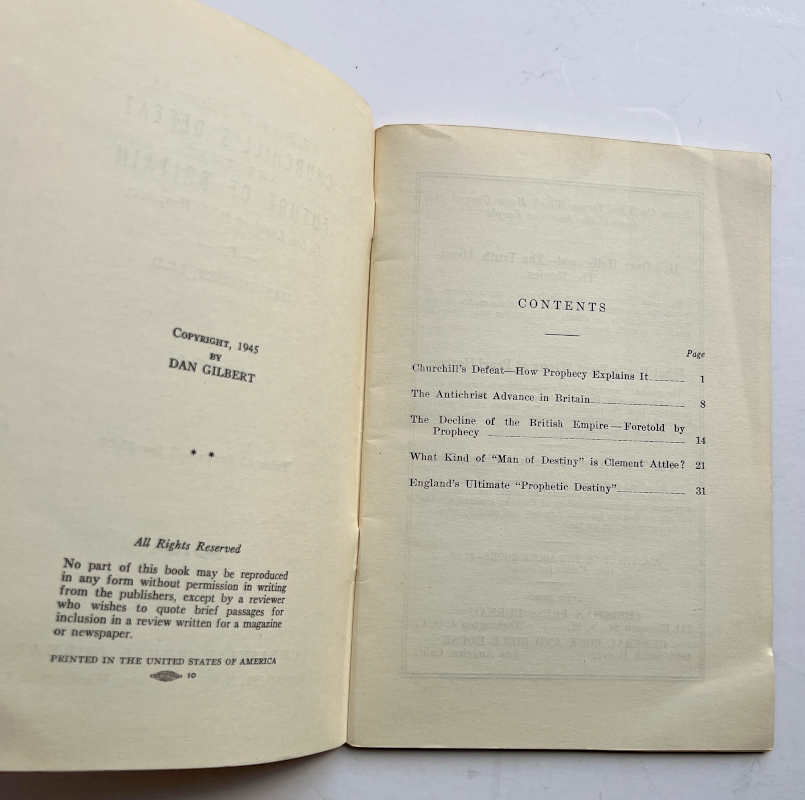 COPYRIGHT, 1945
BY
DAN GILBERT
* *
All Rights Reserved
No part of this book may be reproduced
in any form without permission in writing
from the publishers, except by a reviewer
who wishes to quote brief passages for
inclusion in a review written for a magazine
or newspaper.
PRINTED IN THE UNITED STATES OF AMERICA
10
CONTENTS
Page
Churchill's Defeat—How Prophecy Explains It 1
The Antichrist Advance in Britain 8
The Decline of the British Empire—Foretold by
Prophecy 14
What Kind of "Man of Destiny" is Clement Attlee? 21
England's Ultimate "Prophetic Destiny" 31